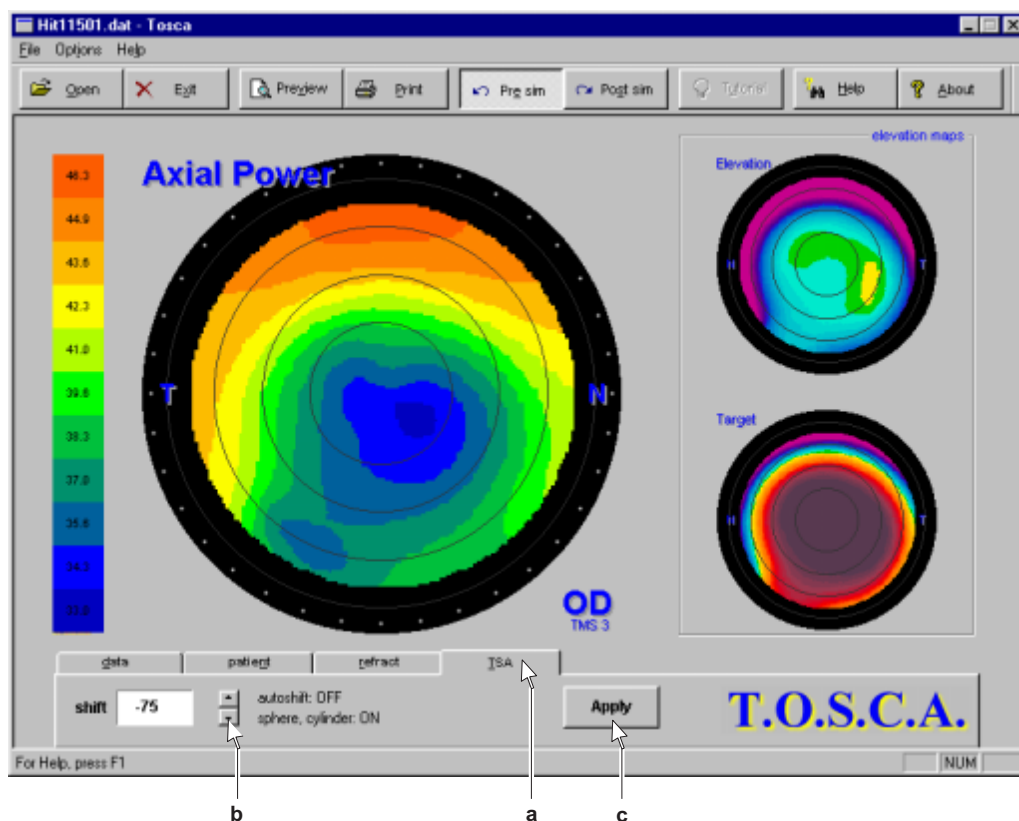 Hit11501.dat - Tosca
File Options Help
Open Exit Preview Print Pre sim Post sim Tutorial Help About
elevation maps
Axial Power
Elevation
46.3
44.9
43.6
42.3
41.0
39.6
38.3
37.0
35.6
34.3
T N
N T
Target
N T
OD
TMS 3
data patient refract TSA
shift -75 autoshift: OFF
sphere, cylinder: ON
Apply
T.O.S.C.A.
For Help, press F1 NUM
b a c